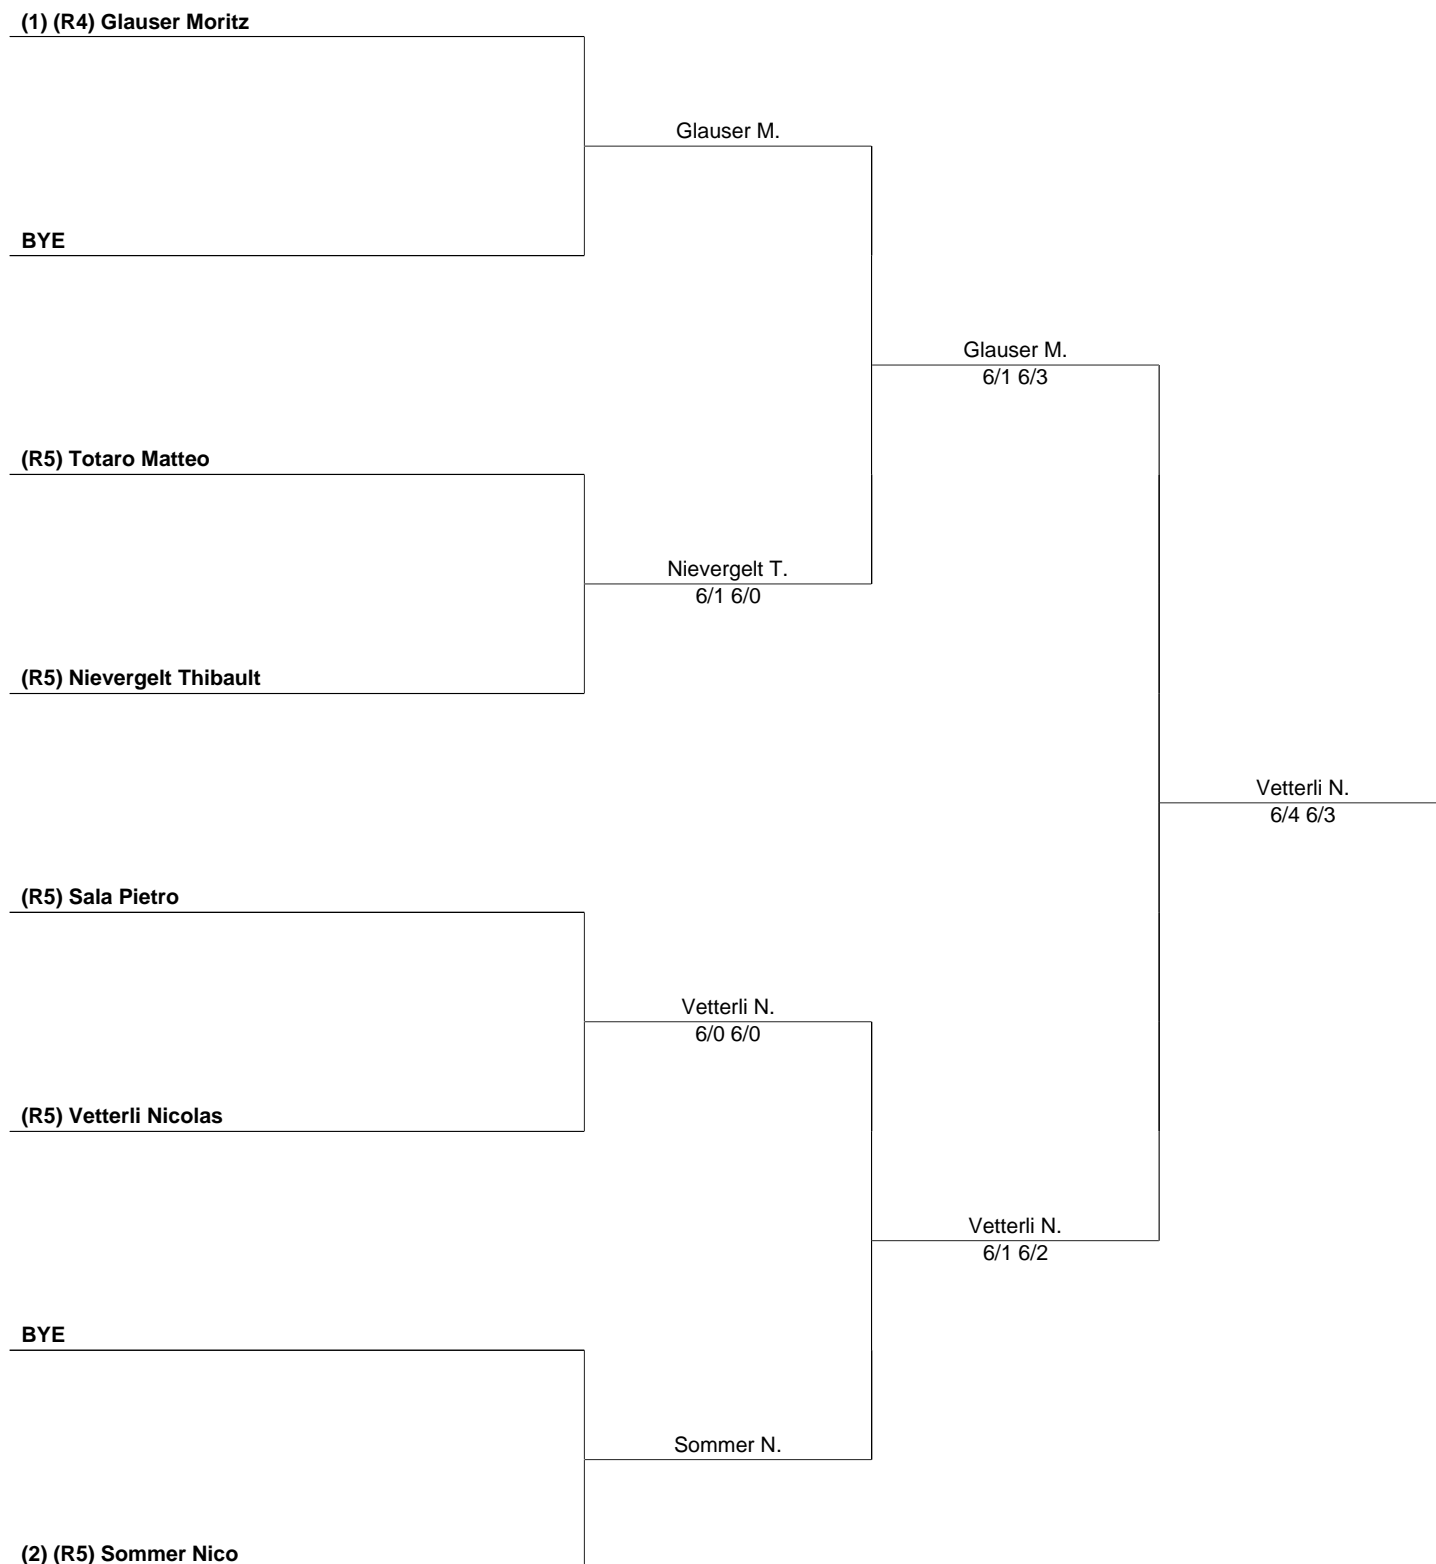 (1) (R4) Glauser Moritz
Glauser M.
BYE
Glauser M.
6/1 6/3
(R5) Totaro Matteo
Nievergelt T.
6/1 6/0
(R5) Nievergelt Thibault
Vetterli N.
6/4 6/3
(R5) Sala Pietro
Vetterli N.
6/0 6/0
(R5) Vetterli Nicolas
Vetterli N.
6/1 6/2
BYE
Sommer N.
(2) (R5) Sommer Nico